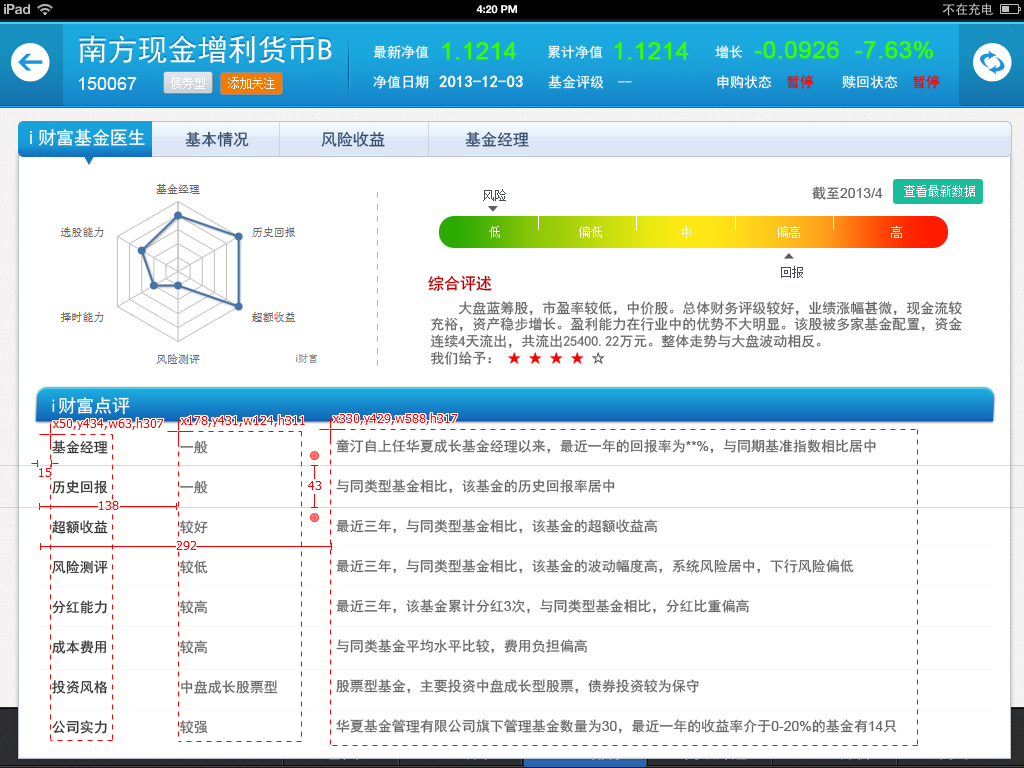 iPad 4:20 PM 不在充电
南方现金增利货币B
最新净值 1.1214 累计净值 1.1214 增长 -0.0926 -7.63%
150067 债券型 添加关注
净值日期 2013-12-03 基金评级 -- 申购状态 暂停 赎回状态 暂停
i 财富基金医生 基本情况 风险收益 基金经理
基金经理
选股能力
历史回报
择时能力
超额收益
风险测评
i财富
截至2013/4 查看最新数据
风险
低 偏低 中 偏高 高
回报
综合评述
大盘蓝筹股，市盈率较低，中价股。总体财务评级较好，业绩涨幅甚微，现金流较
充裕，资产稳步增长。盈利能力在行业中的优势不大明显。该股被多家基金配置，资金
连续4天流出，共流出25400.22万元。整体走势与大盘波动相反。
我们给予： ★ ★ ★ ★ ☆
i 财富点评
x50,y434,w63,h307 x178,y431,w124,h311 x330,y429,w588,h317
基金经理 一般 童汀自上任华夏成长基金经理以来，最近一年的回报率为**%，与同期基准指数相比居中
15
历史回报 一般 43 与同类型基金相比，该基金的历史回报率居中
138
超额收益 较好 最近三年，与同类型基金相比，该基金的超额收益高
292
风险测评 较低 最近三年，与同类型基金相比，该基金的波动幅度高，系统风险居中，下行风险偏低
分红能力 较高 最近三年，该基金累计分红3次，与同类型基金相比，分红比重偏高
成本费用 较高 与同类基金平均水平比较，费用负担偏高
投资风格 中盘成长股票型 股票型基金，主要投资中盘成长型股票，债券投资较为保守
公司实力 较强 华夏基金管理有限公司旗下管理基金数量为30，最近一年的收益率介于0-20%的基金有14只